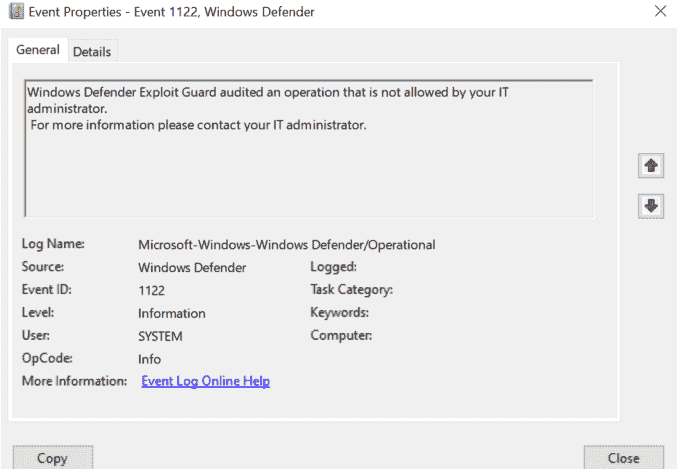 Event Properties - Event 1122, Windows Defender
General Details
Windows Defender Exploit Guard audited an operation that is not allowed by your IT
administrator.
For more information please contact your IT administrator.
Log Name: Microsoft-Windows-Windows Defender/Operational
Source: Windows Defender Logged:
Event ID: 1122 Task Category:
Level: Information Keywords:
User: SYSTEM Computer:
OpCode: Info
More Information: Event Log Online Help
Copy Close